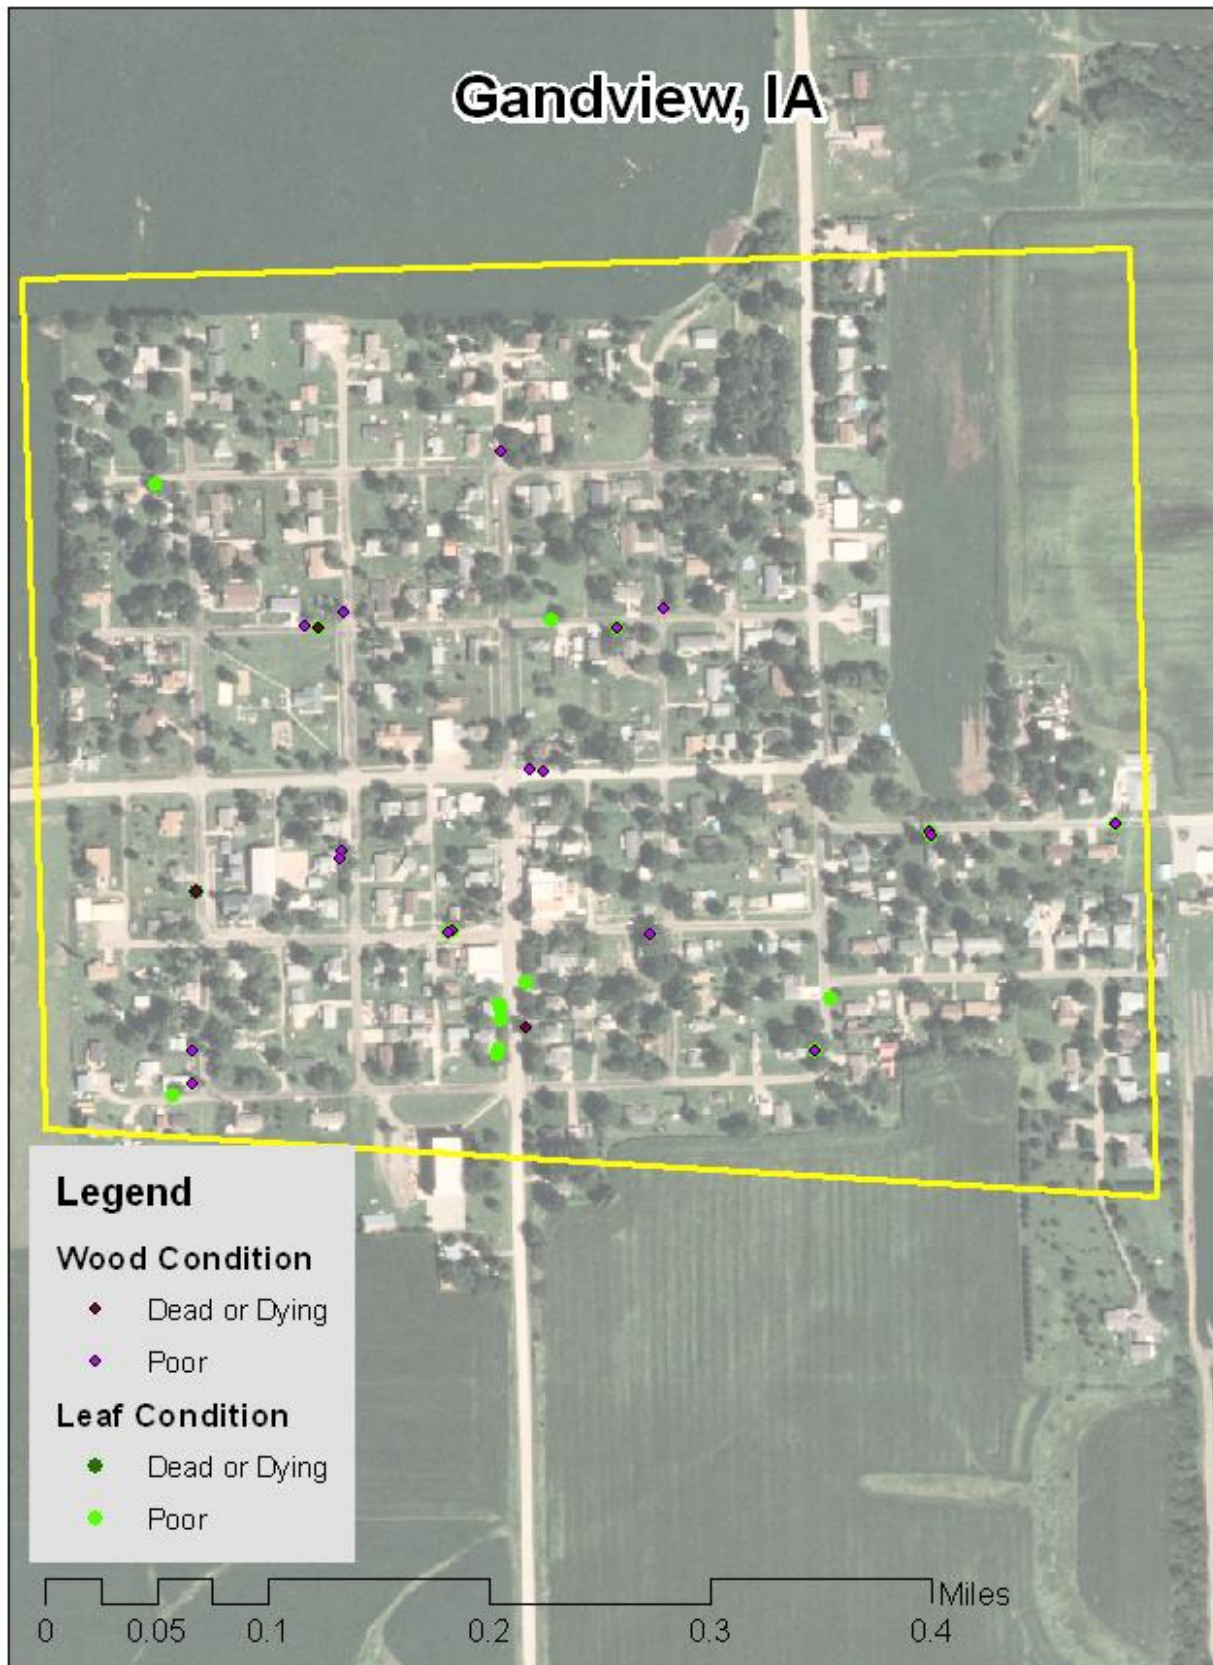 Gandview, IA
Legend
Wood Condition
Dead or Dying
Poor
Leaf Condition
Dead or Dying
Poor
Miles
0 0.05 0.1 0.2 0.3 0.4